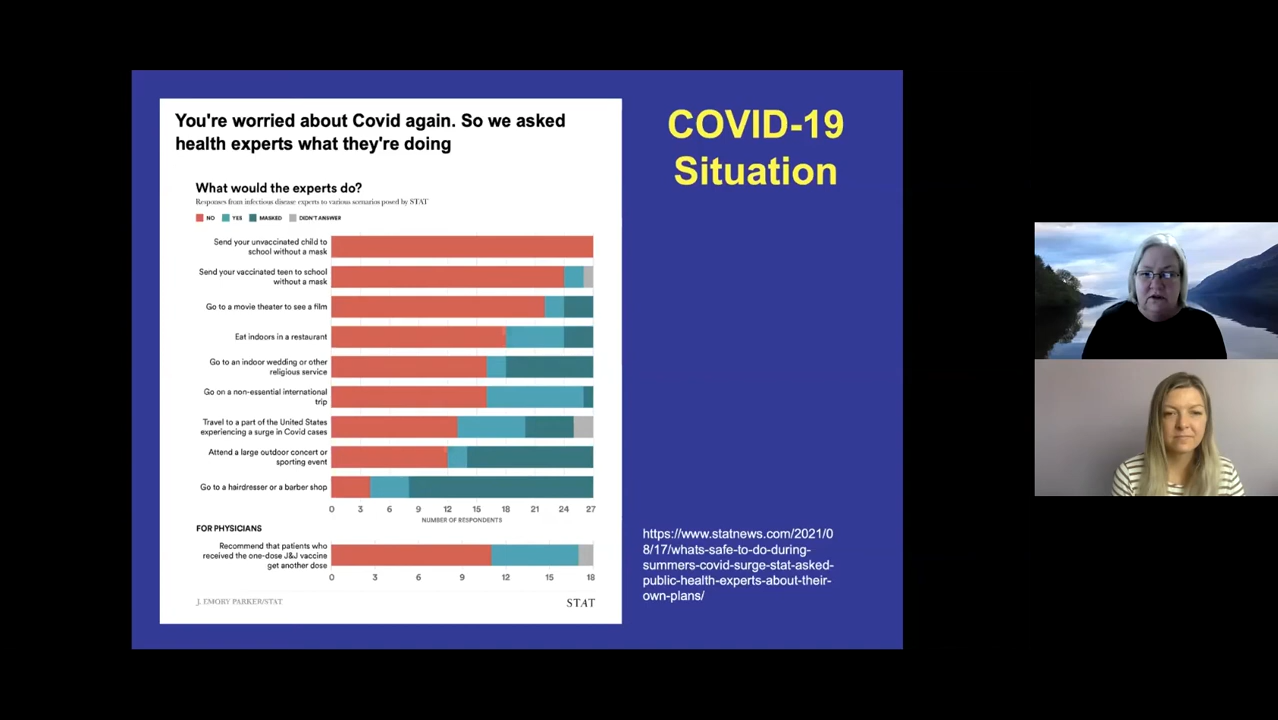 You're worried about Covid again. So we asked
health experts what they're doing
What would the experts do?
Responses from infectious disease experts to various scenarios posed by STAT
NO YES MASKED DIDN'T ANSWER
Send your unvaccinated child to
school without a mask
Send your vaccinated teen to school
without a mask
Go to a movie theater to see a film
Eat indoors in a restaurant
Go to an indoor wedding or other
religious service
Go on a non-essential international
trip
Travel to a part of the United States
experiencing a surge in Covid cases
Attend a large outdoor concert or
sporting event
Go to a hairdresser or a barber shop
0 3 6 9 12 15 18 21 24 27
NUMBER OF RESPONDENTS
FOR PHYSICIANS
Recommend that patients who
received the one-dose J&J vaccine
get another dose
0 3 6 9 12 15 18
J. EMORY PARKER/STAT
STAT
COVID-19
Situation
https://www.statnews.com/2021/0
8/17/whats-safe-to-do-during-
summers-covid-surge-stat-asked-
public-health-experts-about-their-
own-plans/